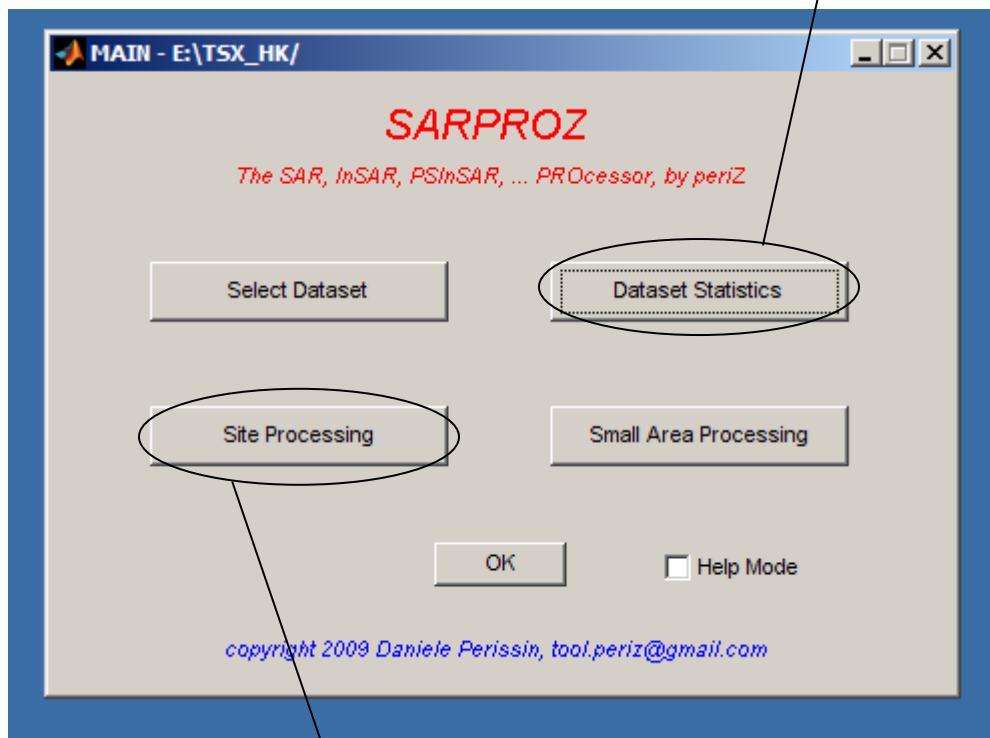 MAIN - E:\TSX_HK/
SARPROZ
The SAR, InSAR, PSInSAR, ... PROcessor, by periZ
Select Dataset
Dataset Statistics
Site Processing
Small Area Processing
OK
Help Mode
copyright 2009 Daniele Perissin, tool.periz@gmail.com